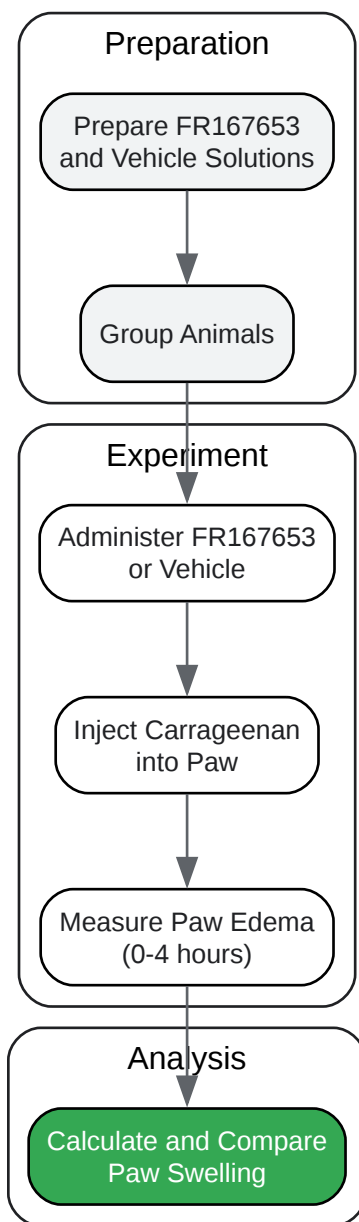 Preparation
Prepare FR167653
and Vehicle Solutions
Group Animals
Experiment
Administer FR167653
or Vehicle
Inject Carrageenan
into Paw
Measure Paw Edema
(0-4 hours)
Analysis
Calculate and Compare
Paw Swelling